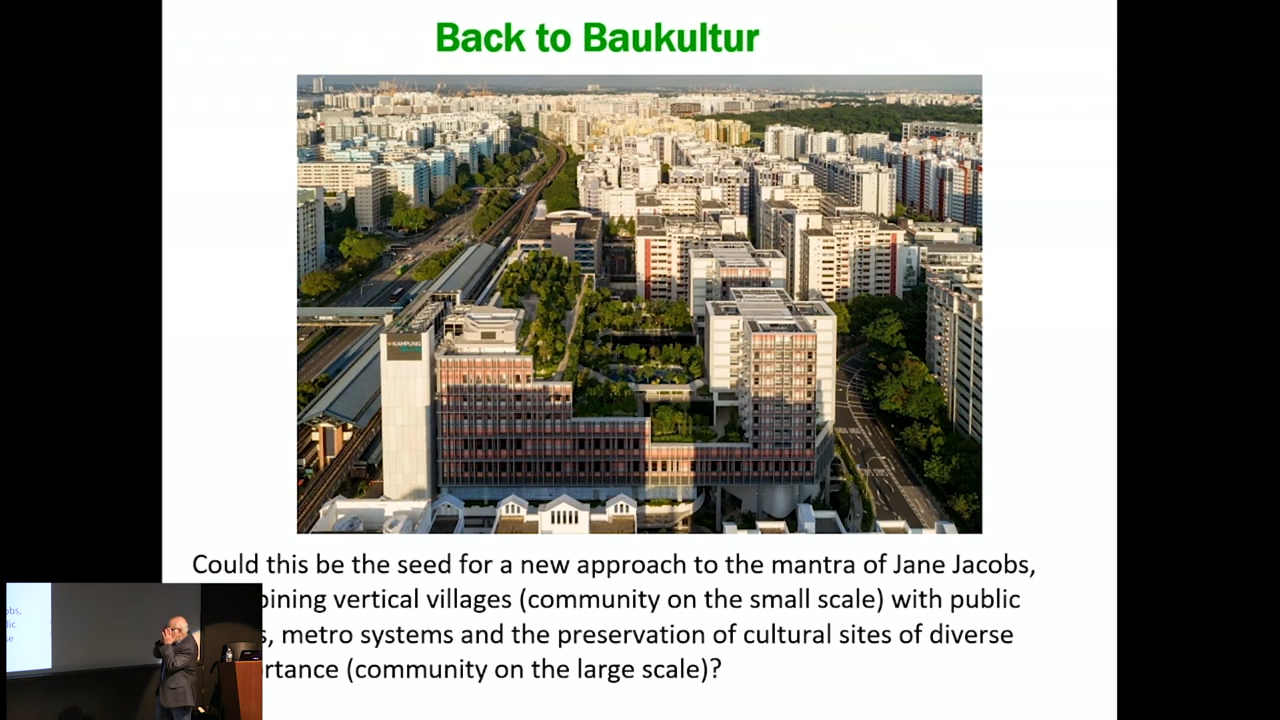 Back to Baukultur
KAMPUNG
Could this be the seed for a new approach to the mantra of Jane Jacobs,
ining vertical villages (community on the small scale) with public
s, metro systems and the preservation of cultural sites of diverse
rtance (community on the large scale)?